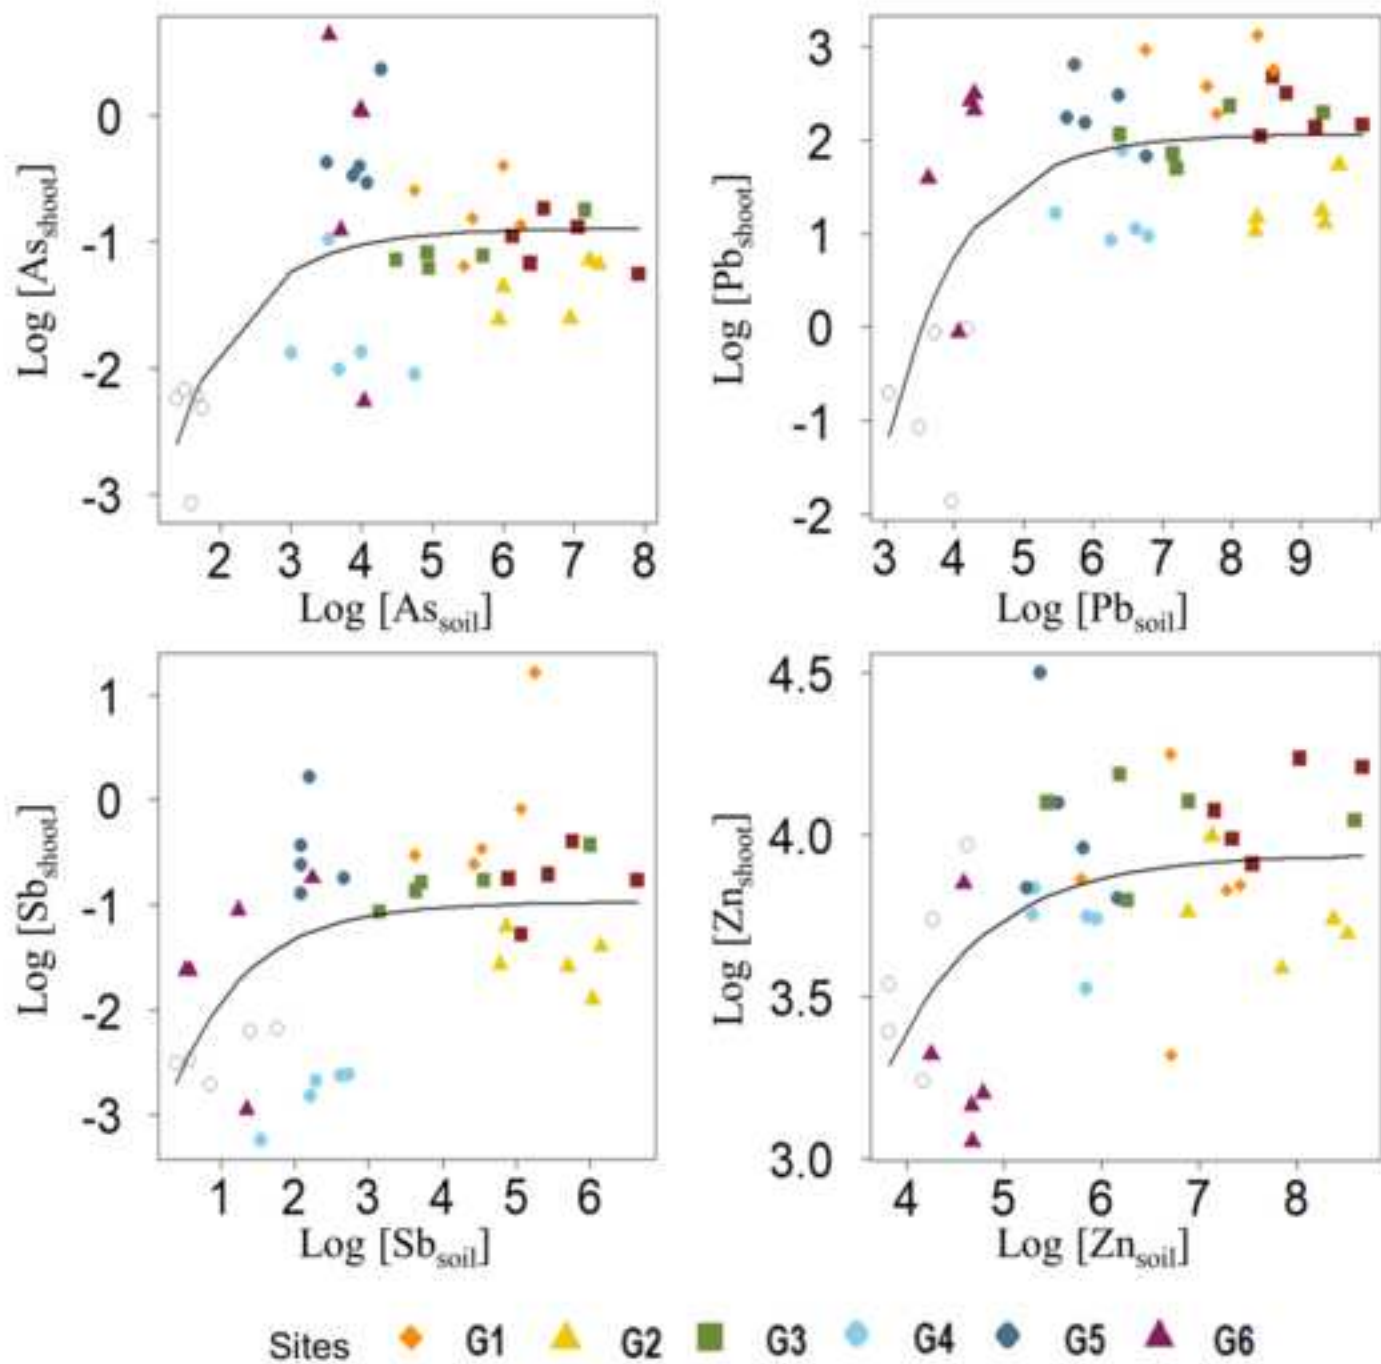 0
-1
-2
-3
Log [As_shoot]
2 3 4 5 6 7 8
Log [As_soil]
3
2
1
0
-1
-2
Log [Pb_shoot]
3 4 5 6 7 8 9
Log [Pb_soil]
1
0
-1
-2
-3
Log [Sb_shoot]
1 2 3 4 5 6
Log [Sb_soil]
4.5
4.0
3.5
3.0
Log [Zn_shoot]
4 5 6 7 8
Log [Zn_soil]
Sites G1 G2 G3 G4 G5 G6